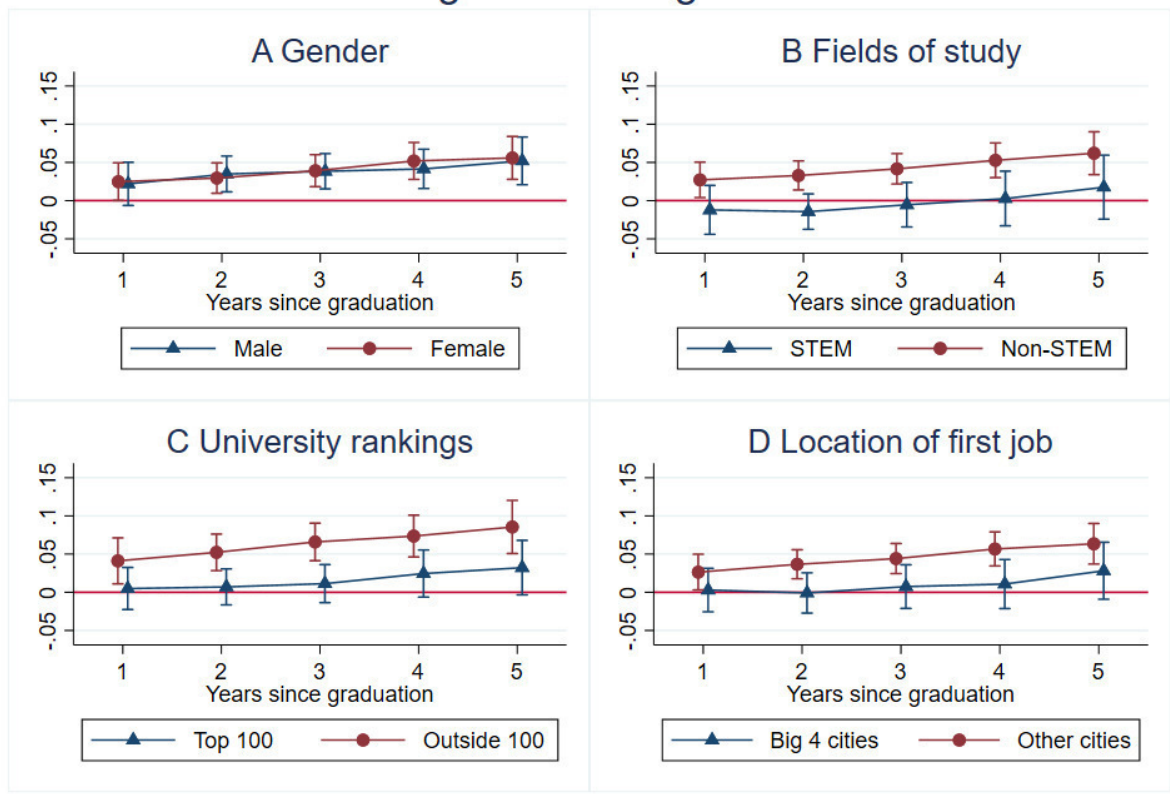 A Gender
.15
.1
.05
0
-.05
1 2 3 4 5
Years since graduation
Male Female
B Fields of study
.15
.1
.05
0
-.05
1 2 3 4 5
Years since graduation
STEM Non-STEM
C University rankings
.15
.1
.05
0
-.05
1 2 3 4 5
Years since graduation
Top 100 Outside 100
D Location of first job
.15
.1
.05
0
-.05
1 2 3 4 5
Years since graduation
Big 4 cities Other cities